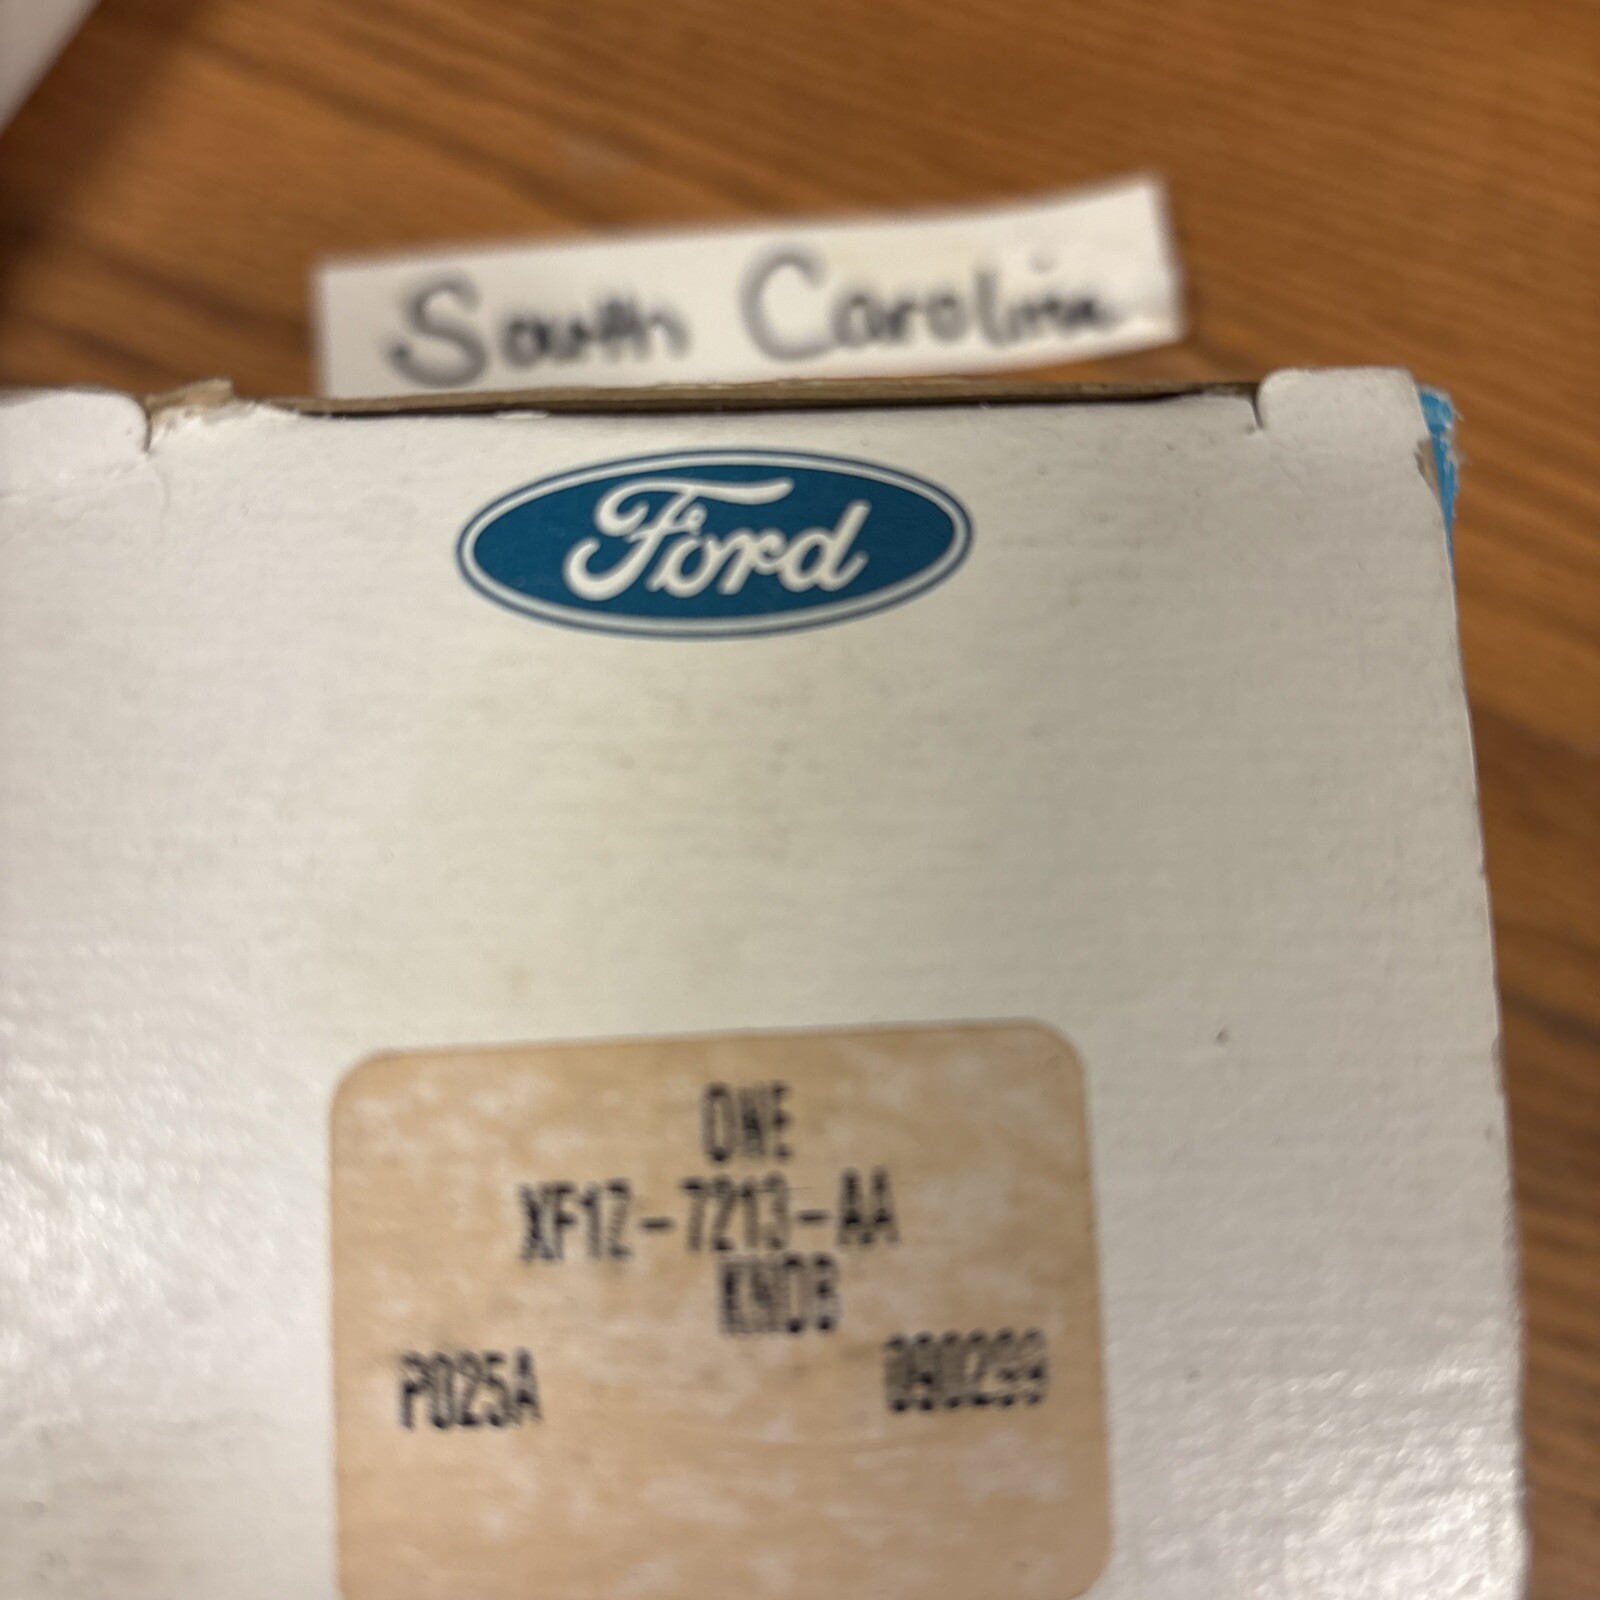 South Carolina
Ford
ONE
XF1Z-7213-AA
KNOB
P025A
090299